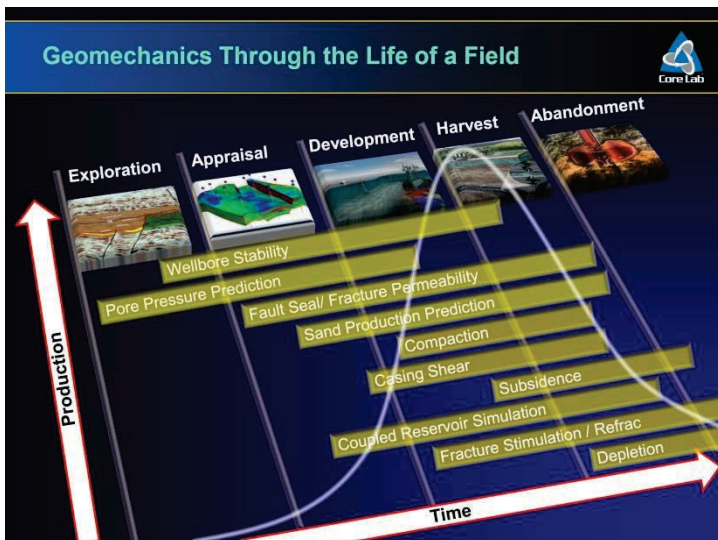 Geomechanics Through the Life of a Field
Core Lab
Exploration
Appraisal
Development
Harvest
Abandonment
Wellbore Stability
Pore Pressure Prediction
Fault Seal/ Fracture Permeability
Sand Production Prediction
Compaction
Casing Shear
Subsidence
Coupled Reservoir Simulation
Fracture Stimulation / Refrac
Depletion
Production
Time